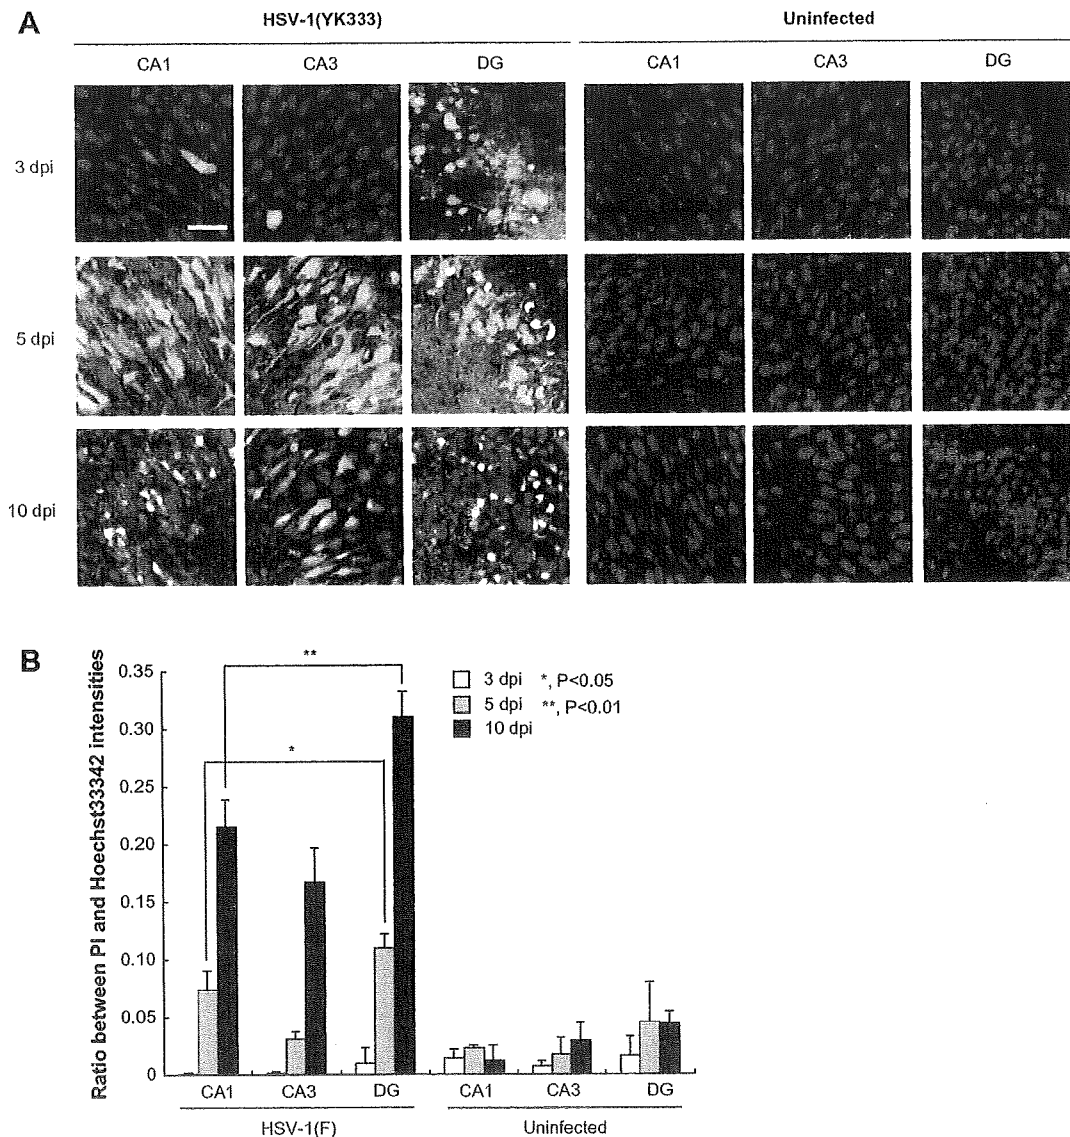 A
HSV-1(YK333)
Uninfected
CA1 CA3 DG CA1 CA3 DG
3 dpi
5 dpi
10 dpi
B
Ratio between PI and Hoechst33342 intensities
0.35
0.30
0.25
0.20
0.15
0.10
0.05
0
**
*
3 dpi *, P<0.05
5 dpi **, P<0.01
10 dpi
CA1 CA3 DG CA1 CA3 DG
HSV-1(F) Uninfected